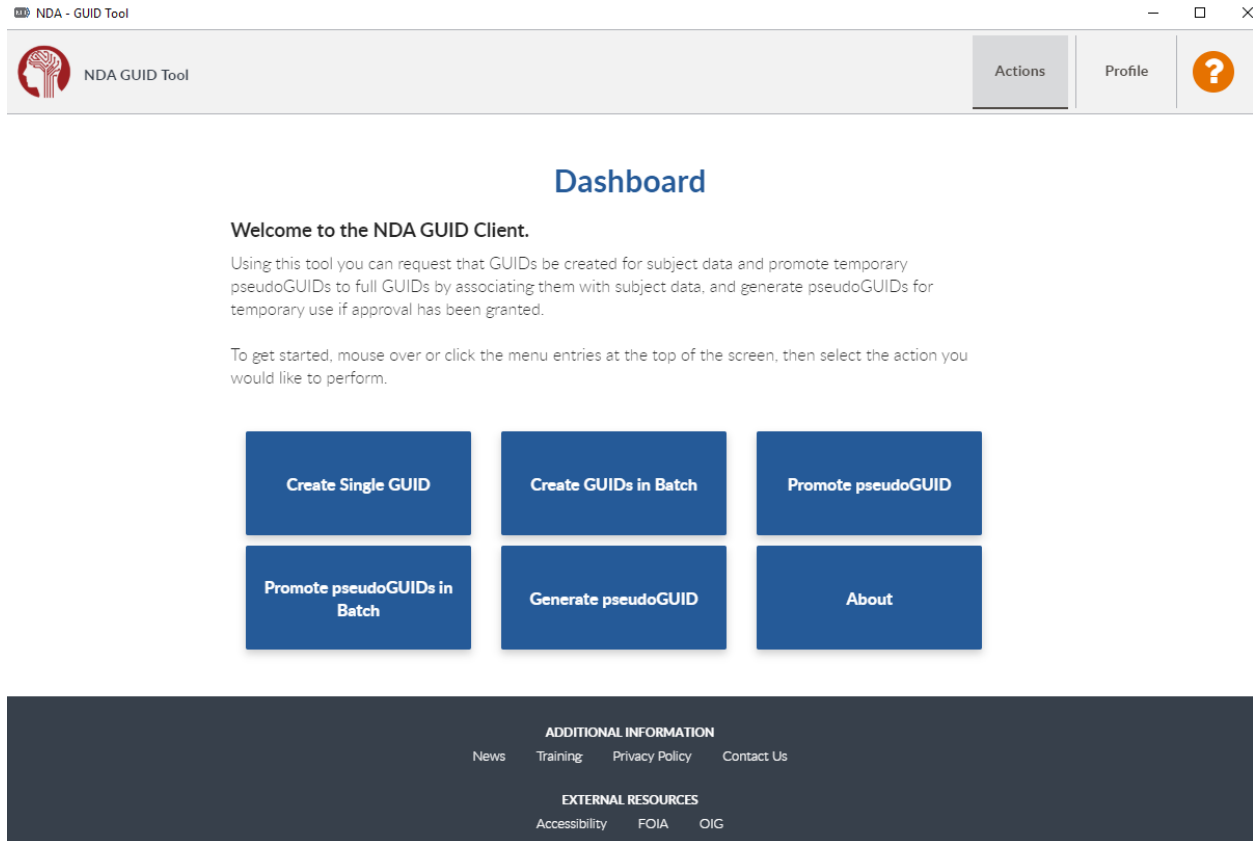 NDA - GUID Tool
NDA GUID Tool
Actions
Profile
?
Dashboard
Welcome to the NDA GUID Client.
Using this tool you can request that GUIDs be created for subject data and promote temporary
pseudoGUIDs to full GUIDs by associating them with subject data, and generate pseudoGUIDs for
temporary use if approval has been granted.
To get started, mouse over or click the menu entries at the top of the screen, then select the action you
would like to perform.
Create Single GUID
Create GUIDs in Batch
Promote pseudoGUID
Promote pseudoGUIDs in
Batch
Generate pseudoGUID
About
ADDITIONAL INFORMATION
News Training Privacy Policy Contact Us
EXTERNAL RESOURCES
Accessibility FOIA OIG